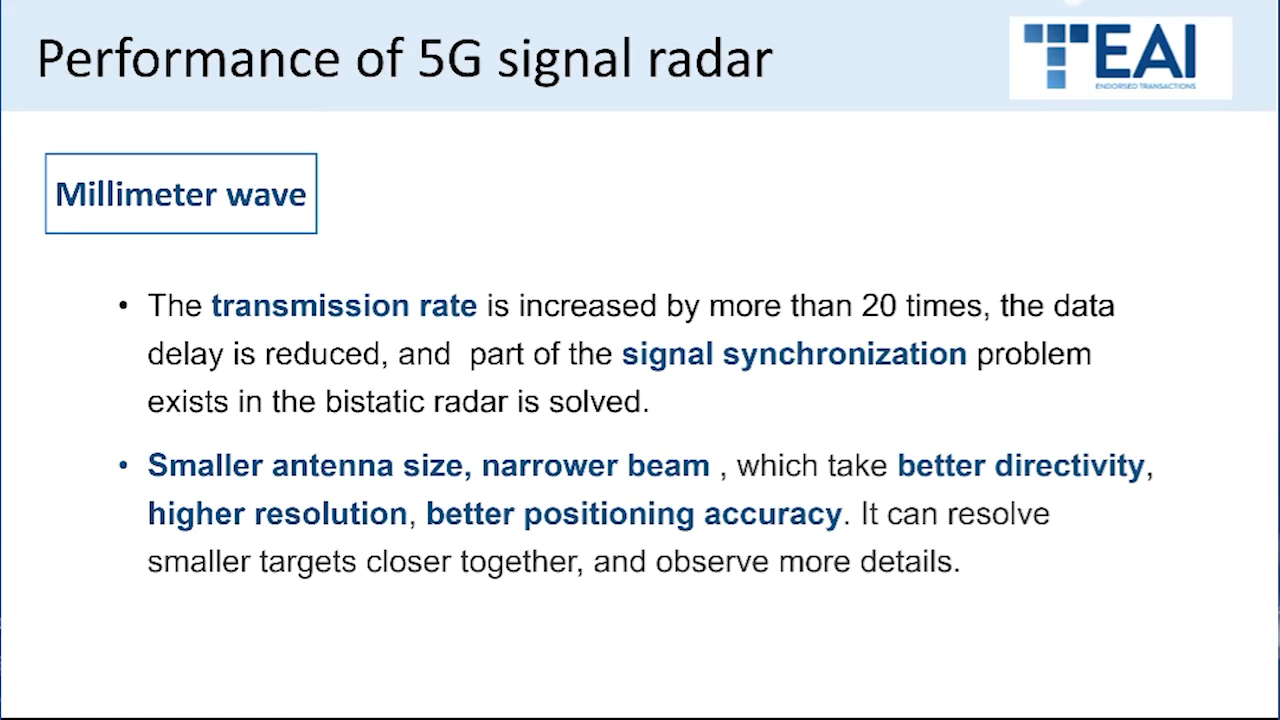 Performance of 5G signal radar
TEAI
ENDORSED TRANSACTIONS
Millimeter wave
• The transmission rate is increased by more than 20 times, the data
delay is reduced, and part of the signal synchronization problem
exists in the bistatic radar is solved.
• Smaller antenna size, narrower beam , which take better directivity,
higher resolution, better positioning accuracy. It can resolve
smaller targets closer together, and observe more details.